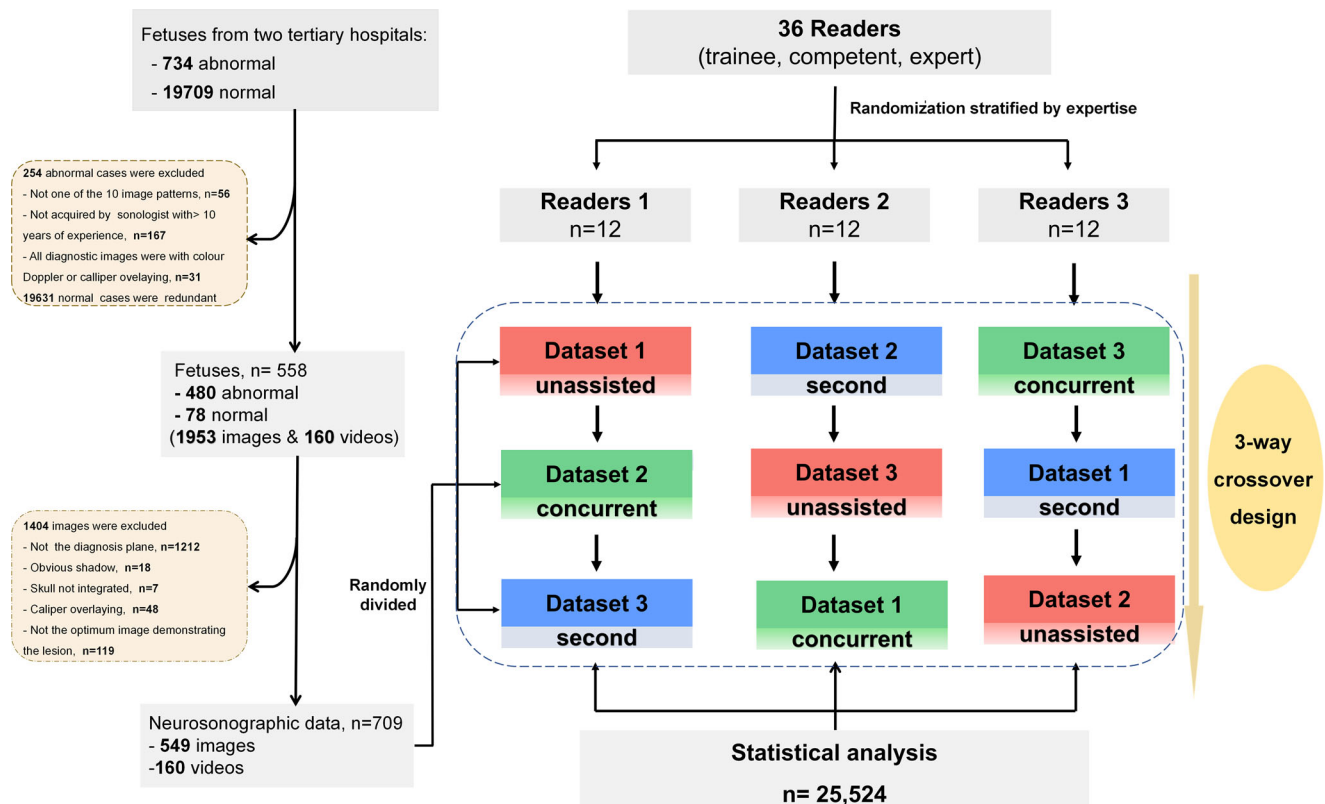 Fetuses from two tertiary hospitals:
- 734 abnormal
- 19709 normal
254 abnormal cases were excluded
- Not one of the 10 image patterns, n=56
- Not acquired by sonologist with> 10
years of experience, n=167
- All diagnostic images were with colour
Doppler or calliper ovelaying, n=31
19631 normal cases were redundant
Fetuses, n= 558
- 480 abnormal
- 78 normal
(1953 images & 160 videos)
1404 images were excluded
- Not the diagnosis plane, n=1212
- Obvious shadow, n=18
- Skull not integrated, n=7
- Caliper overlaying, n=48
- Not the optimum image demonstrating
the lesion, n=119
Neurosonographic data, n=709
- 549 images
-160 videos
Randomly
divided
36 Readers
(trainee, competent, expert)
Randomization stratified by expertise
Readers 1
n=12
Readers 2
n=12
Readers 3
n=12
Dataset 1
unassisted
Dataset 2
second
Dataset 3
concurrent
Dataset 2
concurrent
Dataset 3
unassisted
Dataset 1
second
Dataset 3
second
Dataset 1
concurrent
Dataset 2
unassisted
3-way
crossover
design
Statistical analysis
n= 25,524